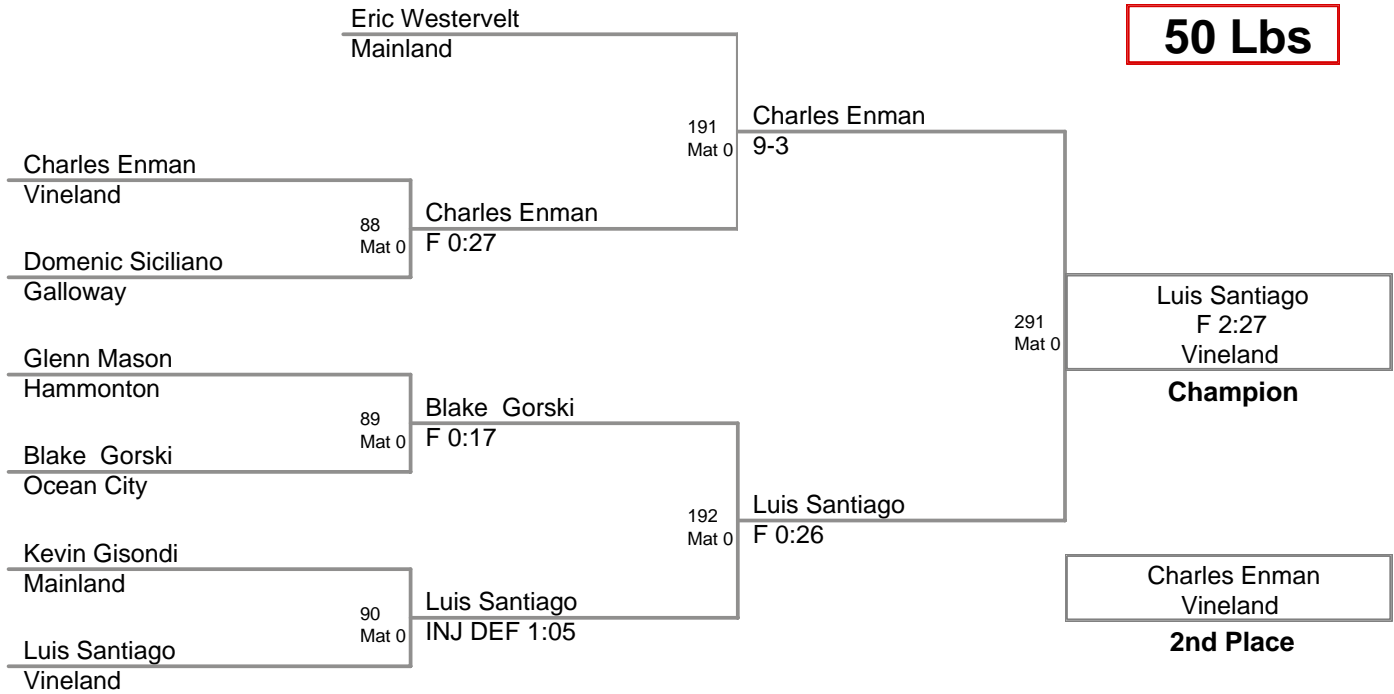 Eric Westervelt
Mainland
50 Lbs
191
Mat 0
Charles Enman
9-3
Charles Enman
Vineland
88
Mat 0
Charles Enman
F 0:27
Domenic Siciliano
Galloway
291
Mat 0
Luis Santiago
F 2:27
Vineland
Champion
Glenn Mason
Hammonton
89
Mat 0
Blake  Gorski
F 0:17
Blake  Gorski
Ocean City
192
Mat 0
Luis Santiago
F 0:26
Kevin Gisondi
Mainland
90
Mat 0
Luis Santiago
INJ DEF 1:05
Luis Santiago
Vineland
Charles Enman
Vineland
2nd Place